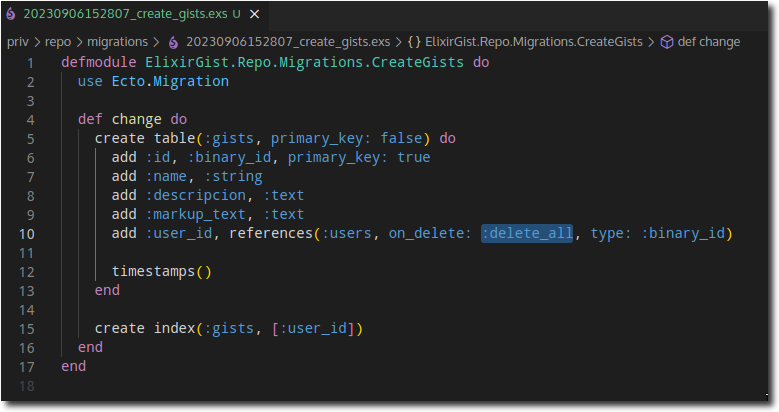 20230906152807_create_gists.exs U
priv > repo > migrations > 20230906152807_create_gists.exs > {} ElixirGist.Repo.Migrations.CreateGists > def change
1 defmodule ElixirGist.Repo.Migrations.CreateGists do
2   use Ecto.Migration
3
4   def change do
5     create table(:gists, primary_key: false) do
6       add :id, :binary_id, primary_key: true
7       add :name, :string
8       add :descripcion, :text
9       add :markup_text, :text
10       add :user_id, references(:users, on_delete: :delete_all, type: :binary_id)
11
12       timestamps()
13     end
14
15     create index(:gists, [:user_id])
16   end
17 end
18